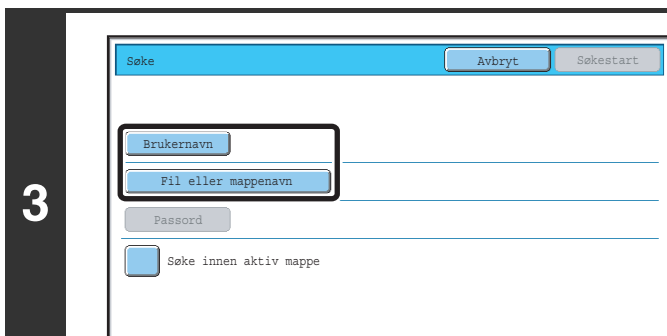 3
Søke Avbryt Søkestart
Brukernavn
Fil eller mappenavn
Passord
Søke innen aktiv mappe